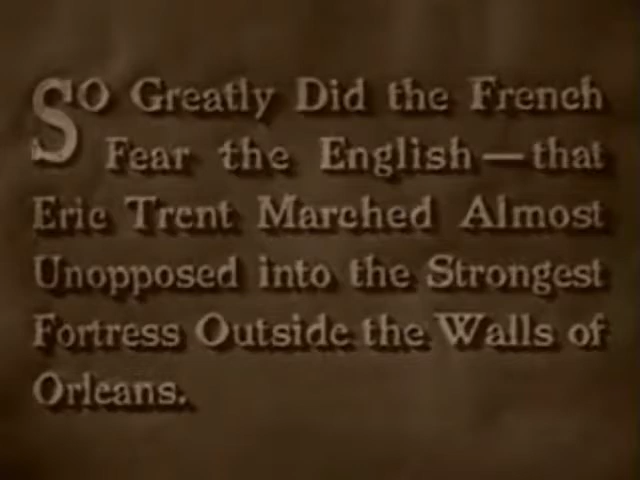 So Greatly Did the French
Fear the English — that
Eric Trent Marched Almost
Unopposed into the Strongest
Fortress Outside the Walls of
Orleans.